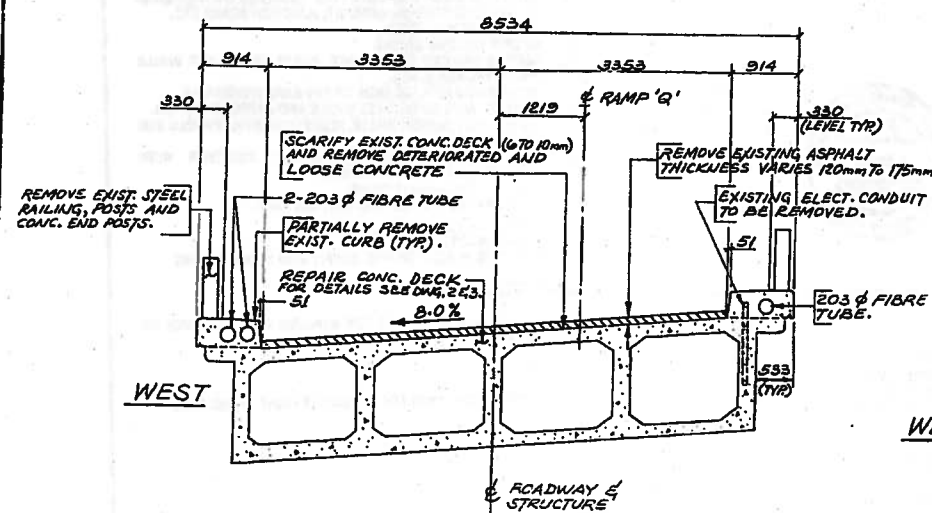 8534
914
3353
3353
914
330
1219
℄ RAMP 'Q'
330
(LEVEL TYP.)
SCARIFY EXIST. CONC. DECK (6 TO 10mm)
AND REMOVE DETERIORATED AND
LOOSE CONCRETE
REMOVE EXISTING ASPHALT
THICKNESS VARIES 120mm TO 175mm
REMOVE EXIST. STEEL
RAILING, POSTS AND
CONC. END POSTS.
2-203 ϕ FIBRE TUBE
EXISTING ELECT. CONDUIT
TO BE REMOVED.
PARTIALLY REMOVE
EXIST. CURB (TYP.).
51
REPAIR CONC. DECK
FOR DETAILS SEE DWG. 2 & 3.
51
8.0%
203 ϕ FIBRE
TUBE.
533
(TYP.)
WEST
W
℄ ROADWAY &
STRUCTURE